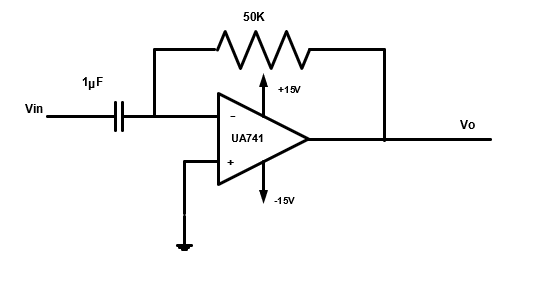 50K
1µF
+15V
Vin
-
UA741
Vo
+
-15V